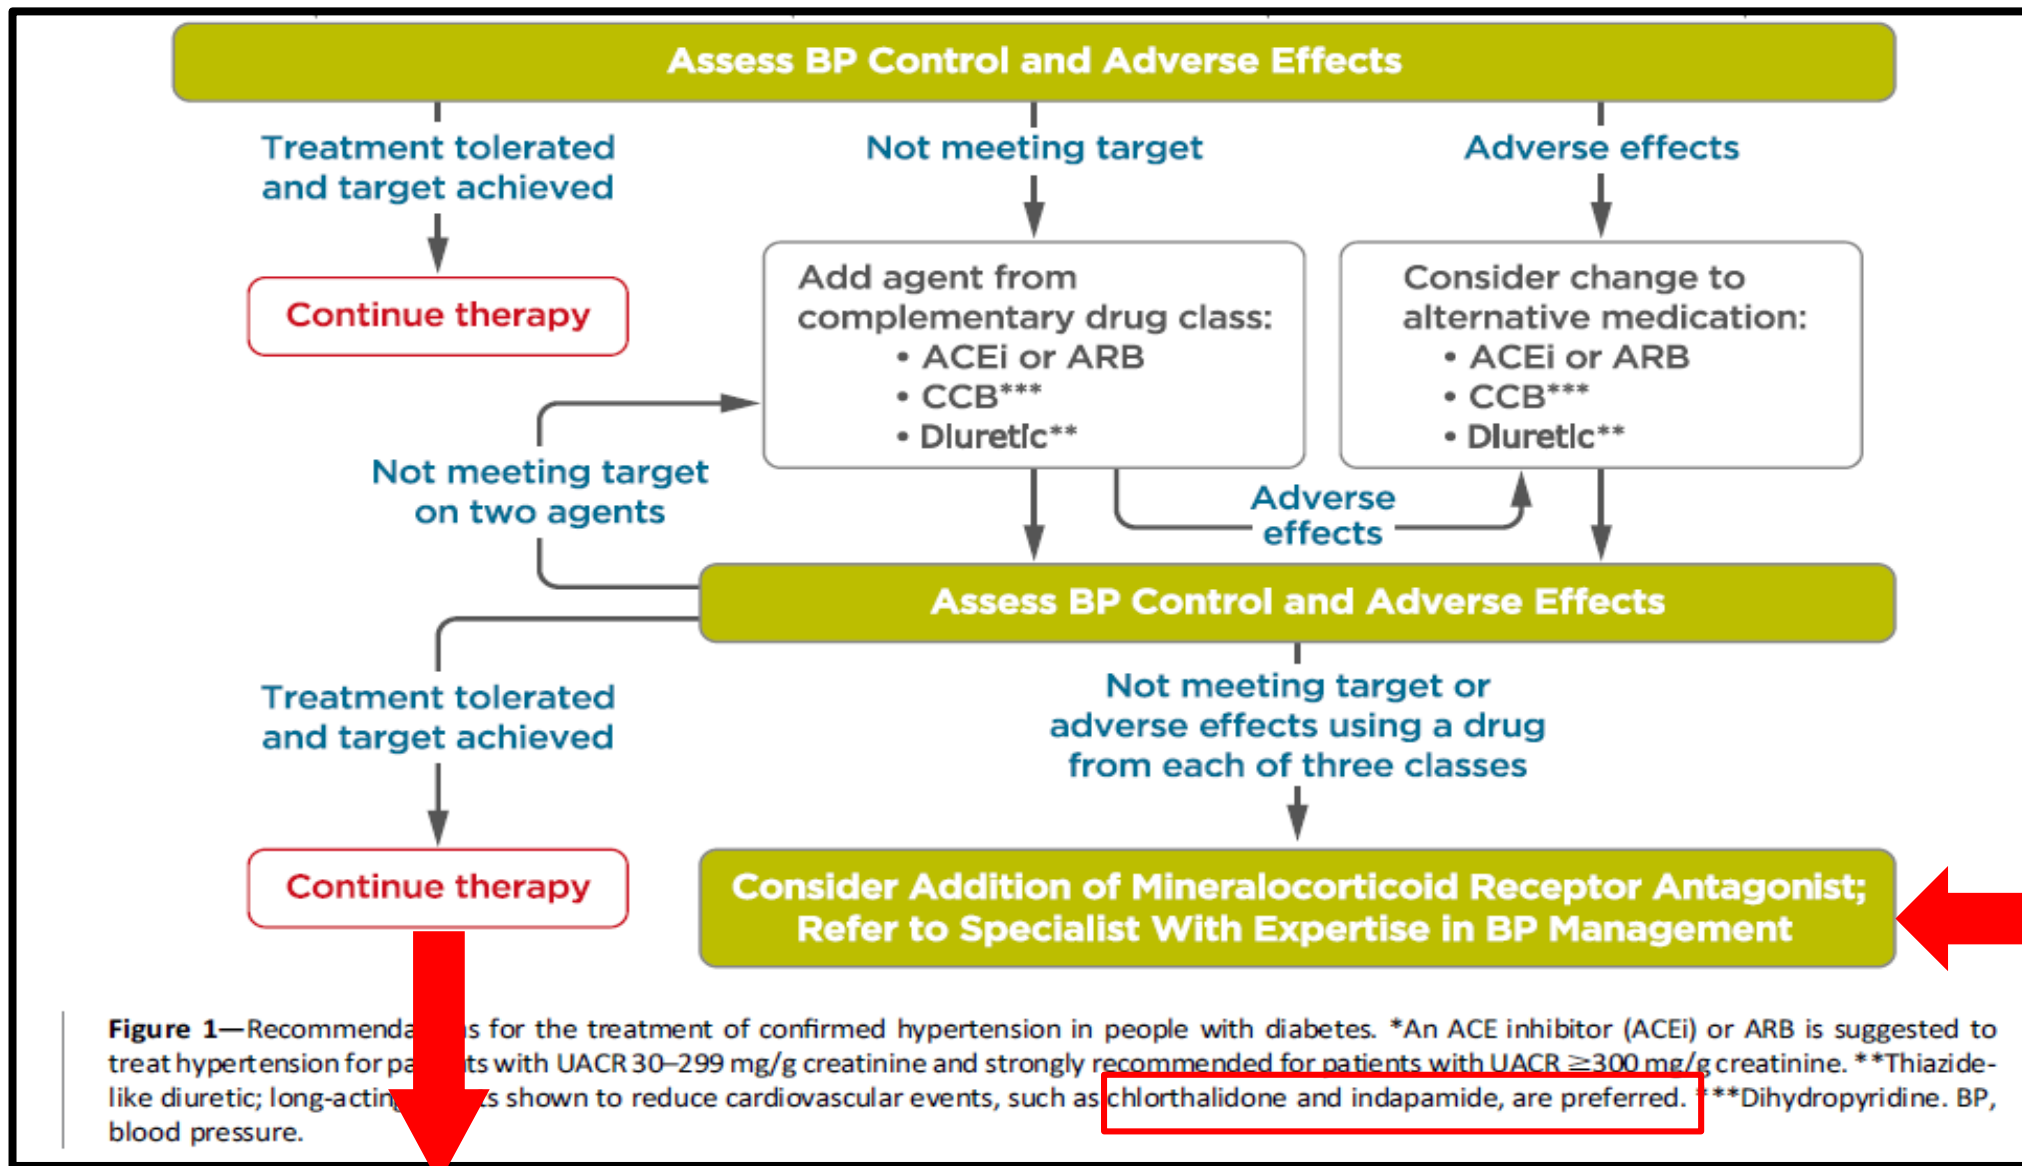 Assess BP Control and Adverse Effects
Treatment tolerated
and target achieved
Not meeting target
Adverse effects
Continue therapy
Add agent from
complementary drug class:
• ACEi or ARB
• CCB***
• Diuretic**
Consider change to
alternative medication:
• ACEi or ARB
• CCB***
• Diuretic**
Not meeting target
on two agents
Adverse
effects
Assess BP Control and Adverse Effects
Treatment tolerated
and target achieved
Not meeting target or
adverse effects using a drug
from each of three classes
Continue therapy
Consider Addition of Mineralocorticoid Receptor Antagonist;
Refer to Specialist With Expertise in BP Management
Figure 1—Recommenda s for the treatment of confirmed hypertension in people with diabetes. *An ACE inhibitor (ACEi) or ARB is suggested to
treat hypertension for pa ts with UACR 30–299 mg/g creatinine and strongly recommended for patients with UACR ≥300 mg/g creatinine. **Thiazide-
like diuretic; long-acting s shown to reduce cardiovascular events, such as chlorthalidone and indapamide, are preferred. ***Dihydropyridine. BP,
blood pressure.